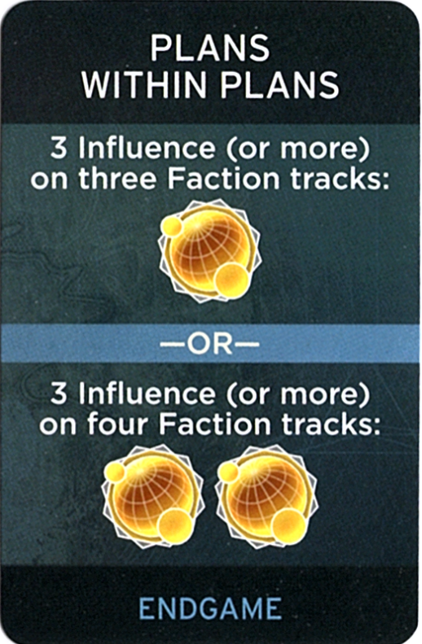 PLANS
WITHIN PLANS
3 Influence (or more)
on three Faction tracks:
—OR—
3 Influence (or more)
on four Faction tracks:
ENDGAME